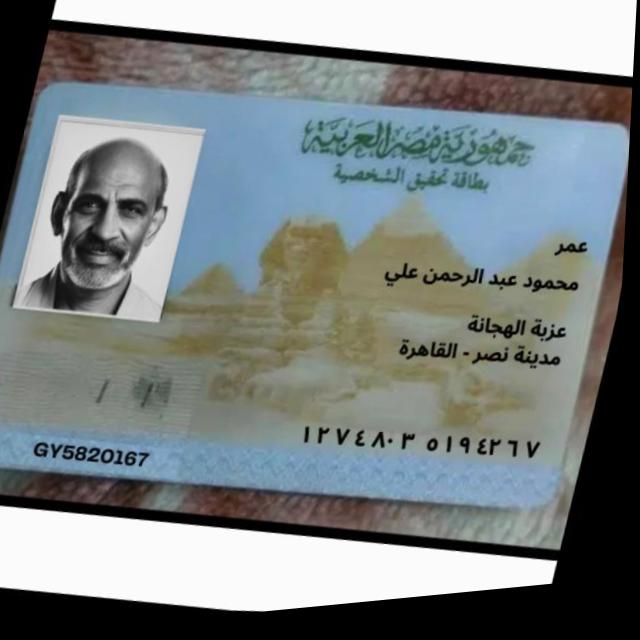 جمهورية مصر العربية
بطاقة تحقيق الشخصية
عمر
محمود عبد الرحمن علي
عزبة الهجانة
مدينة نصر - القاهرة
١٢٧٤٨٠٣ ٥١٩٤٢٦٧
GY5820167